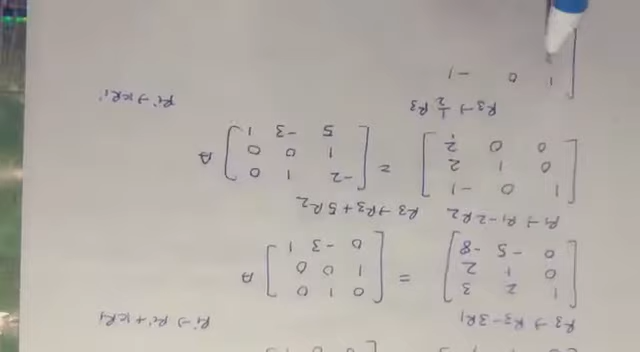 R3 → R3-3R1 Ri → Ri+KRj
1 2 3 0 1 0
0 1 2 = 1 0 0 A
0 -5 -8 0 -3 1
R1 → R1-2R2 R3 → R3+5R2
1 0 -1 -2 1 0
0 1 2 = 1 0 0 A
0 0 2 5 -3 1
R3 → 1/2 R3 Ri → KRi
1 0 -1